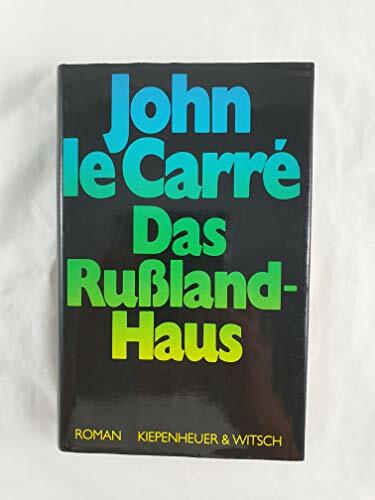 John
le Carré
Das
Rußland-
Haus
ROMAN KIEPENHEUER & WITSCH